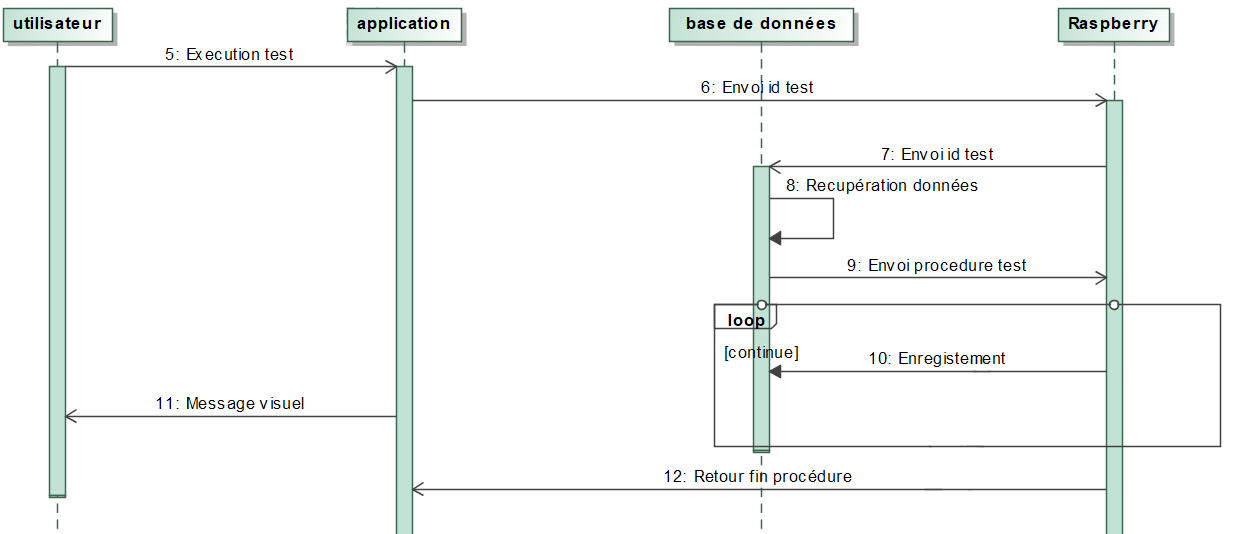 utilisateur
application
base de données
Raspberry
5: Execution test
6: Envoi id test
7: Envoi id test
8: Recupération données
9: Envoi procedure test
loop
[continue]
10: Enregistement
11: Message visuel
12: Retour fin procédure